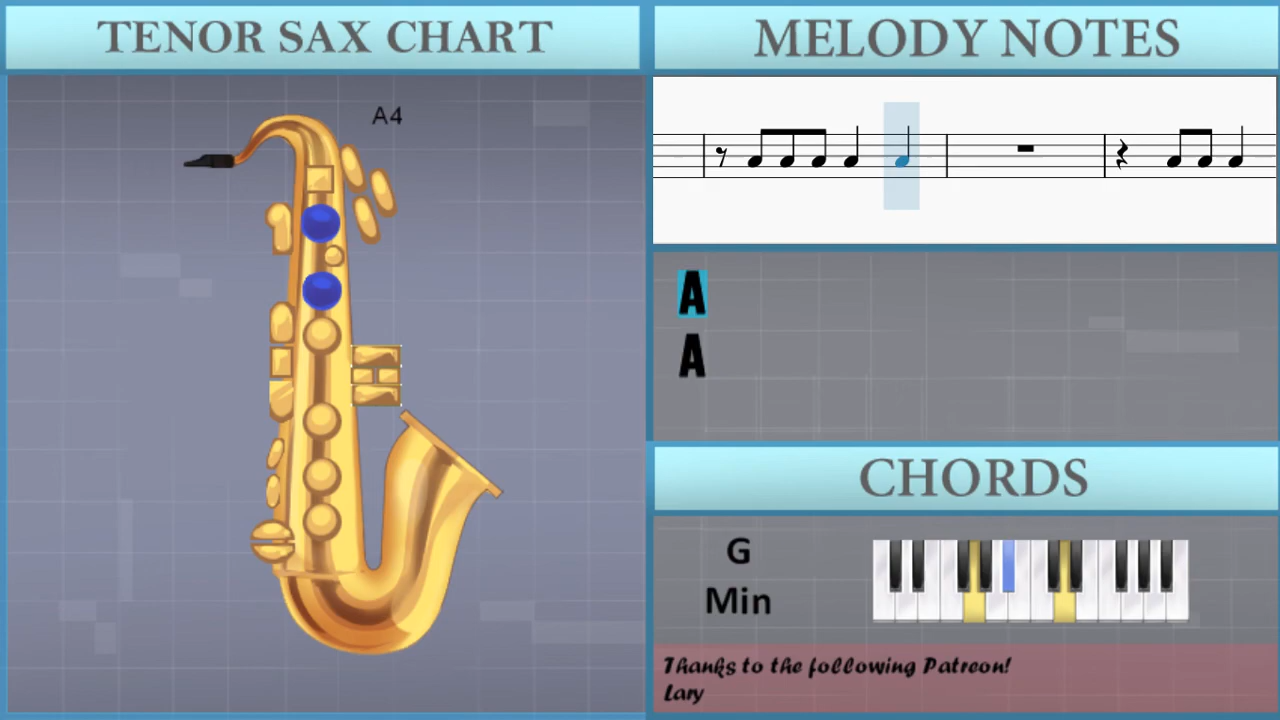 TENOR SAX CHART
A4
MELODY NOTES
A
A
CHORDS
G
Min
Thanks to the following Patreon!
Lary